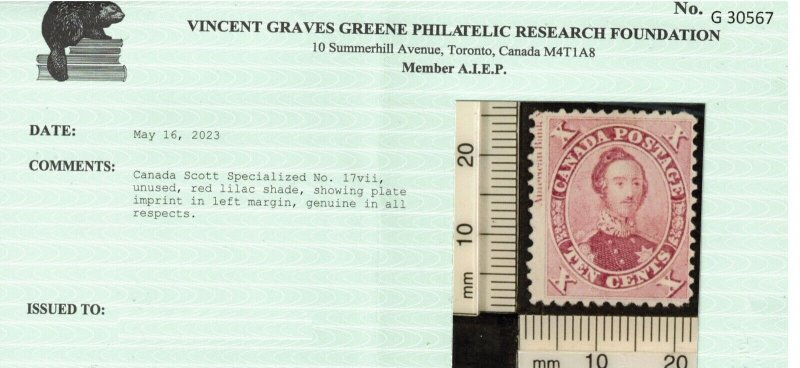 No. G 30567
VINCENT GRAVES GREENE PHILATELIC RESEARCH FOUNDATION
10 Summerhill Avenue, Toronto, Canada M4T1A8
Member A.I.E.P.
DATE: May 16, 2023
COMMENTS: Canada Scott Specialized No. 17vii,
unused, red lilac shade, showing plate
imprint in left margin, genuine in all
respects.
ISSUED TO:
20
10
mm
American Bank
X X
CANADA POSTAGE
TEN CENTS
X X
mm 10 20